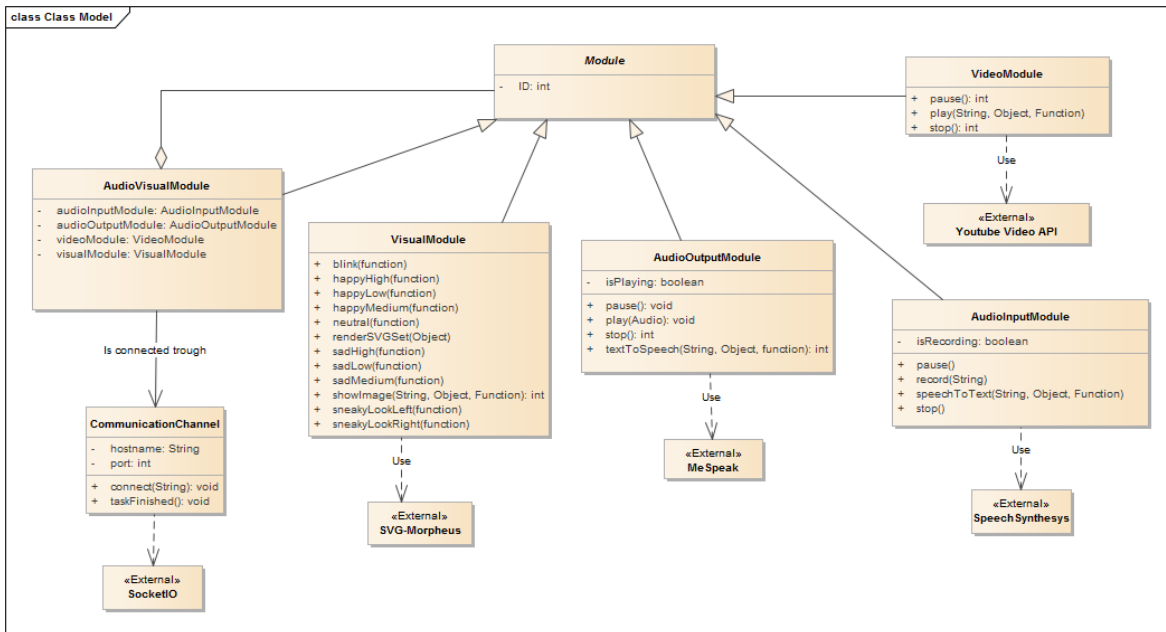 class Class Model
Module
- ID: int
VideoModule
+ pause(): int
+ play(String, Object, Function)
+ stop(): int
Use
«External»
Youtube Video API
AudioVisualModule
- audioInputModule: AudioInputModule
- audioOutputModule: AudioOutputModule
- videoModule: VideoModule
- visualModule: VisualModule
Is connected trough
CommunicationChannel
- hostname: String
- port: int
+ connect(String): void
+ taskFinished(): void
«External»
SocketIO
VisualModule
+ blink(function)
+ happyHigh(function)
+ happyLow(function)
+ happyMedium(function)
+ neutral(function)
+ renderSVGSet(Object)
+ sadHigh(function)
+ sadLow(function)
+ sadMedium(function)
+ showImage(String, Object, Function): int
+ sneakyLookLeft(function)
+ sneakyLookRight(function)
Use
«External»
SVG-Morpheus
AudioOutputModule
- isPlaying: boolean
+ pause(): void
+ play(Audio): void
+ stop(): int
+ textToSpeech(String, Object, function): int
Use
«External»
MeSpeak
AudioInputModule
- isRecording: boolean
+ pause()
+ record(String)
+ speechToText(String, Object, Function)
+ stop()
Use
«External»
SpeechSynthesys